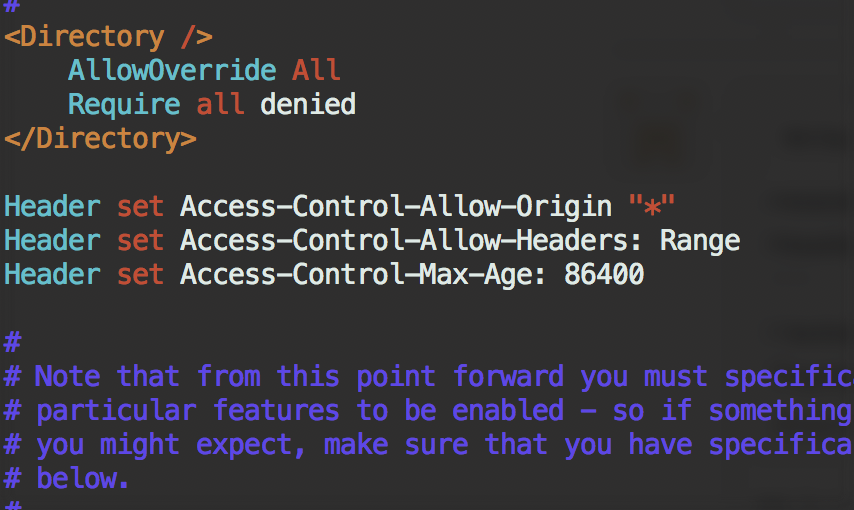 #
<Directory />
    AllowOverride All
    Require all denied
</Directory>
Header set Access-Control-Allow-Origin "*"
Header set Access-Control-Allow-Headers: Range
Header set Access-Control-Max-Age: 86400
#
# Note that from this point forward you must specific
# particular features to be enabled - so if something
# you might expect, make sure that you have specifica
# below.
#